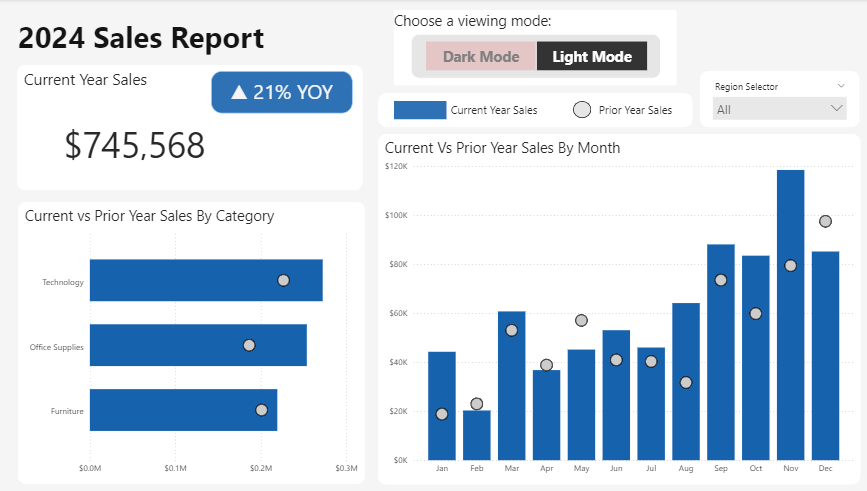 2024 Sales Report
Choose a viewing mode:
Dark Mode
Light Mode
Current Year Sales
▲ 21% YOY
$745,568
Current Year Sales
Prior Year Sales
Region Selector
All
Current vs Prior Year Sales By Category
Technology
Office Supplies
Furniture
$0.0M $0.1M $0.2M $0.3M
Current Vs Prior Year Sales By Month
$120K
$100K
$80K
$60K
$40K
$20K
$0K
Jan Feb Mar Apr May Jun Jul Aug Sep Oct Nov Dec